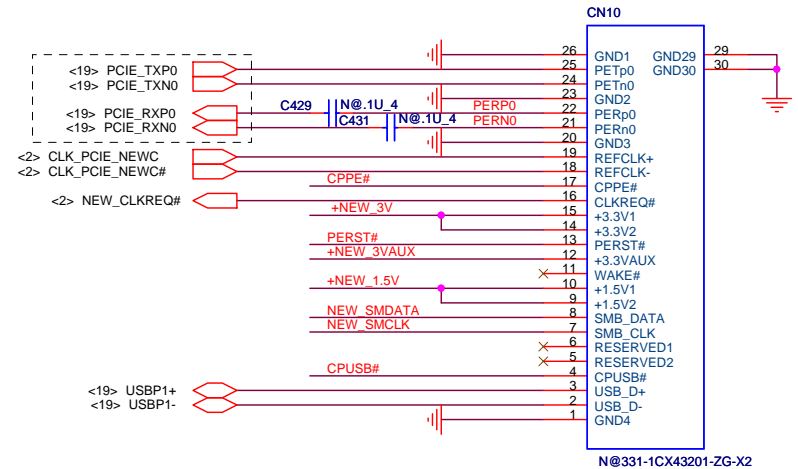 CN10
26 GND1 GND29 29
<19> PCIE_TXP0 25 PETp0 GND30 30
<19> PCIE_TXN0 24 PETn0
23 GND2
<19> PCIE_RXP0 C429 N@.1U_4 PERP0 22 PERp0
<19> PCIE_RXN0 C431 N@.1U_4 PERN0 21 PERn0
20 GND3
<2> CLK_PCIE_NEWC 19 REFCLK+
<2> CLK_PCIE_NEWC# 18 REFCLK-
CPPE# 17 CPPE#
<2> NEW_CLKREQ# 16 CLKREQ#
+NEW_3V 15 +3.3V1
14 +3.3V2
PERST# 13 PERST#
+NEW_3VAUX 12 +3.3VAUX
11 WAKE#
+NEW_1.5V 10 +1.5V1
9 +1.5V2
NEW_SMDATA 8 SMB_DATA
NEW_SMCLK 7 SMB_CLK
6 RESERVED1
5 RESERVED2
CPUSB# 4 CPUSB#
<19> USBP1+ 3 USB_D+
<19> USBP1- 2 USB_D-
1 GND4
N@331-1CX43201-ZG-X2